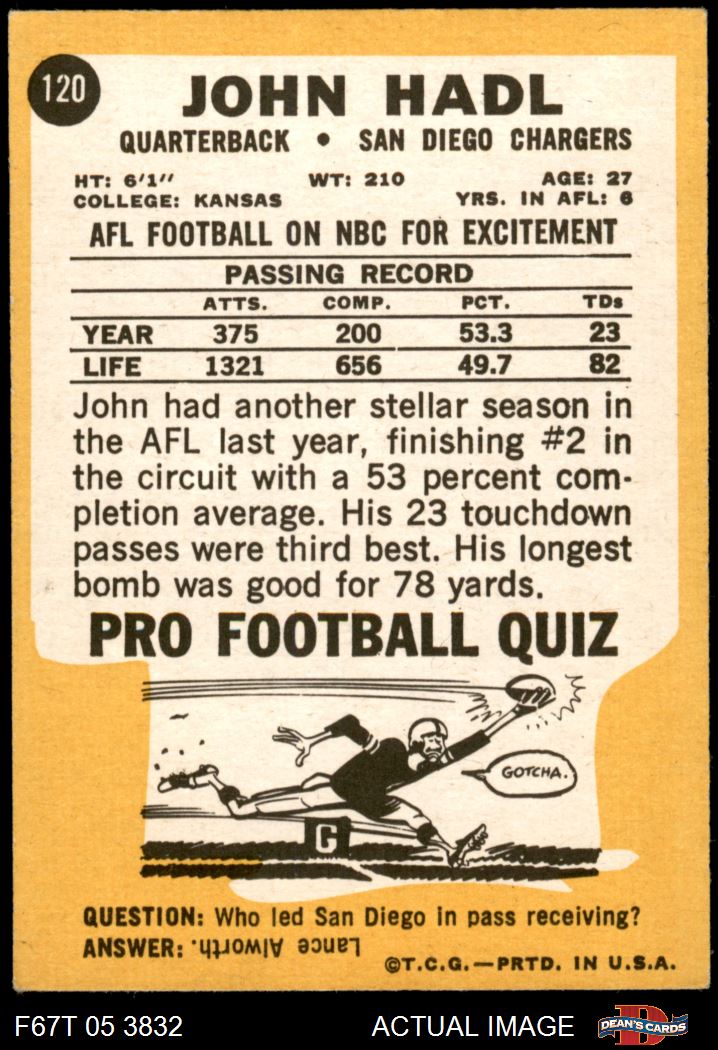 120
JOHN HADL
QUARTERBACK • SAN DIEGO CHARGERS
HT: 6'1" WT: 210 AGE: 27
COLLEGE: KANSAS YRS. IN AFL: 6
AFL FOOTBALL ON NBC FOR EXCITEMENT
PASSING RECORD
ATTS. COMP. PCT. TDs
YEAR 375 200 53.3 23
LIFE 1321 656 49.7 82
John had another stellar season in
the AFL last year, finishing #2 in
the circuit with a 53 percent com-
pletion average. His 23 touchdown
passes were third best. His longest
bomb was good for 78 yards.
PRO FOOTBALL QUIZ
GOTCHA.
G
QUESTION: Who led San Diego in pass receiving?
ANSWER: Lance Alworth.
©T.C.G.—PRTD. IN U.S.A.
F67T 05 3832 ACTUAL IMAGE
D
DEAN'S CARDS